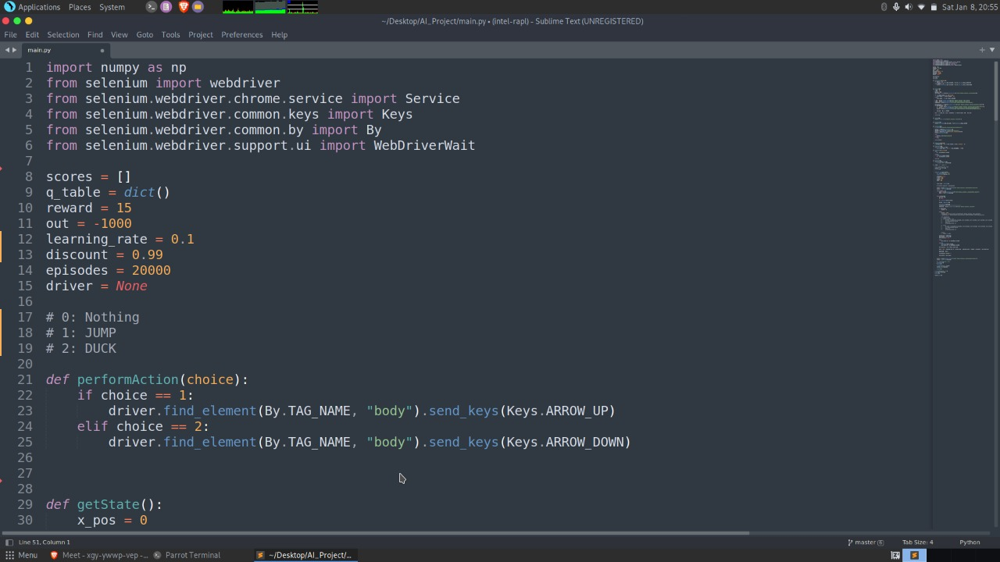 Applications Places System Sat Jan 8, 20:55
~/Desktop/AI_Project/main.py • (intel-rapl) - Sublime Text (UNREGISTERED)
File Edit Selection Find View Goto Tools Project Preferences Help
main.py
1 import numpy as np
2 from selenium import webdriver
3 from selenium.webdriver.chrome.service import Service
4 from selenium.webdriver.common.keys import Keys
5 from selenium.webdriver.common.by import By
6 from selenium.webdriver.support.ui import WebDriverWait
7
8 scores = []
9 q_table = dict()
10 reward = 15
11 out = -1000
12 learning_rate = 0.1
13 discount = 0.99
14 episodes = 20000
15 driver = None
16
17 # 0: Nothing
18 # 1: JUMP
19 # 2: DUCK
20
21 def performAction(choice):
22     if choice == 1:
23         driver.find_element(By.TAG_NAME, "body").send_keys(Keys.ARROW_UP)
24     elif choice == 2:
25         driver.find_element(By.TAG_NAME, "body").send_keys(Keys.ARROW_DOWN)
26
27
28
29 def getState():
30     x_pos = 0
Line 51, Column 1 master (6) Tab Size: 4 Python
Menu Meet - xgy-ywwp-vep -... Parrot Terminal ~/Desktop/AI_Project/...